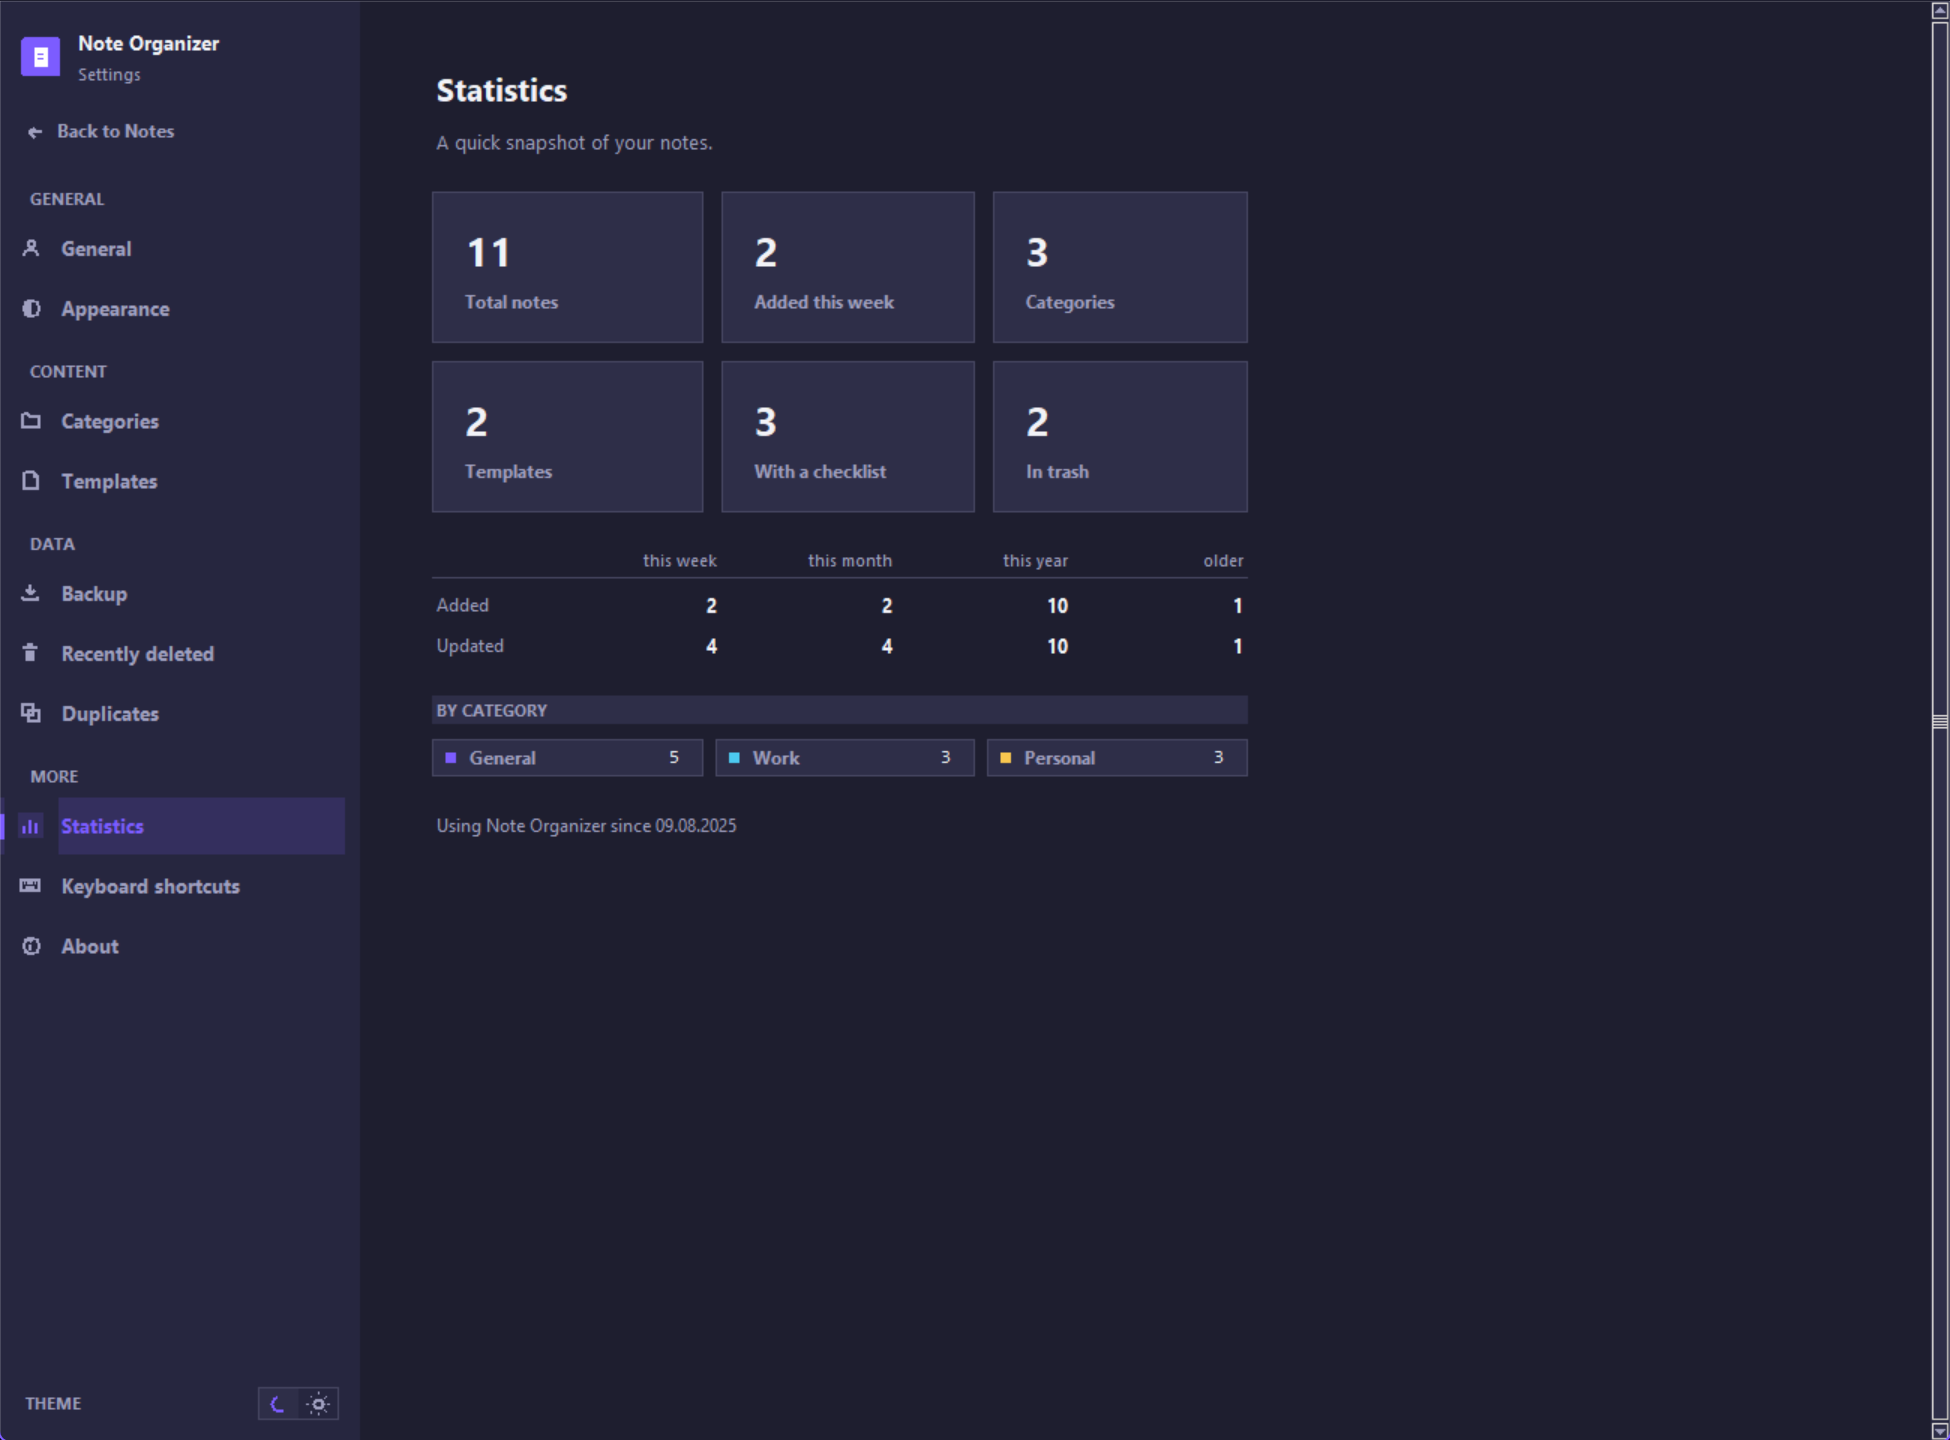 Note Organizer
Settings
Back to Notes
GENERAL
General
Appearance
CONTENT
Categories
Templates
DATA
Backup
Recently deleted
Duplicates
MORE
Statistics
Keyboard shortcuts
About
THEME
Statistics
A quick snapshot of your notes.
11
Total notes
2
Added this week
3
Categories
2
Templates
3
With a checklist
2
In trash
this week this month this year older
Added 2 2 10 1
Updated 4 4 10 1
BY CATEGORY
General 5 Work 3 Personal 3
Using Note Organizer since 09.08.2025